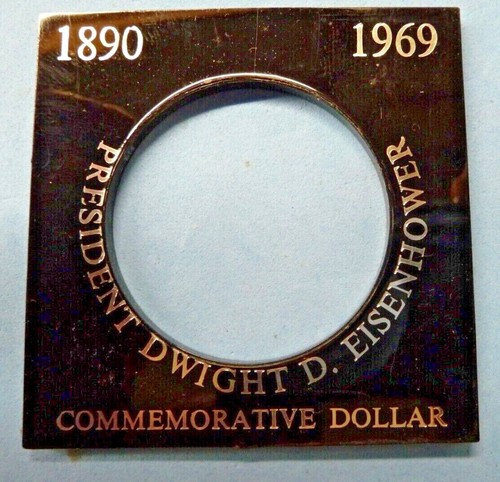 1890 1969
PRESIDENT DWIGHT D. EISENHOWER
COMMEMORATIVE DOLLAR